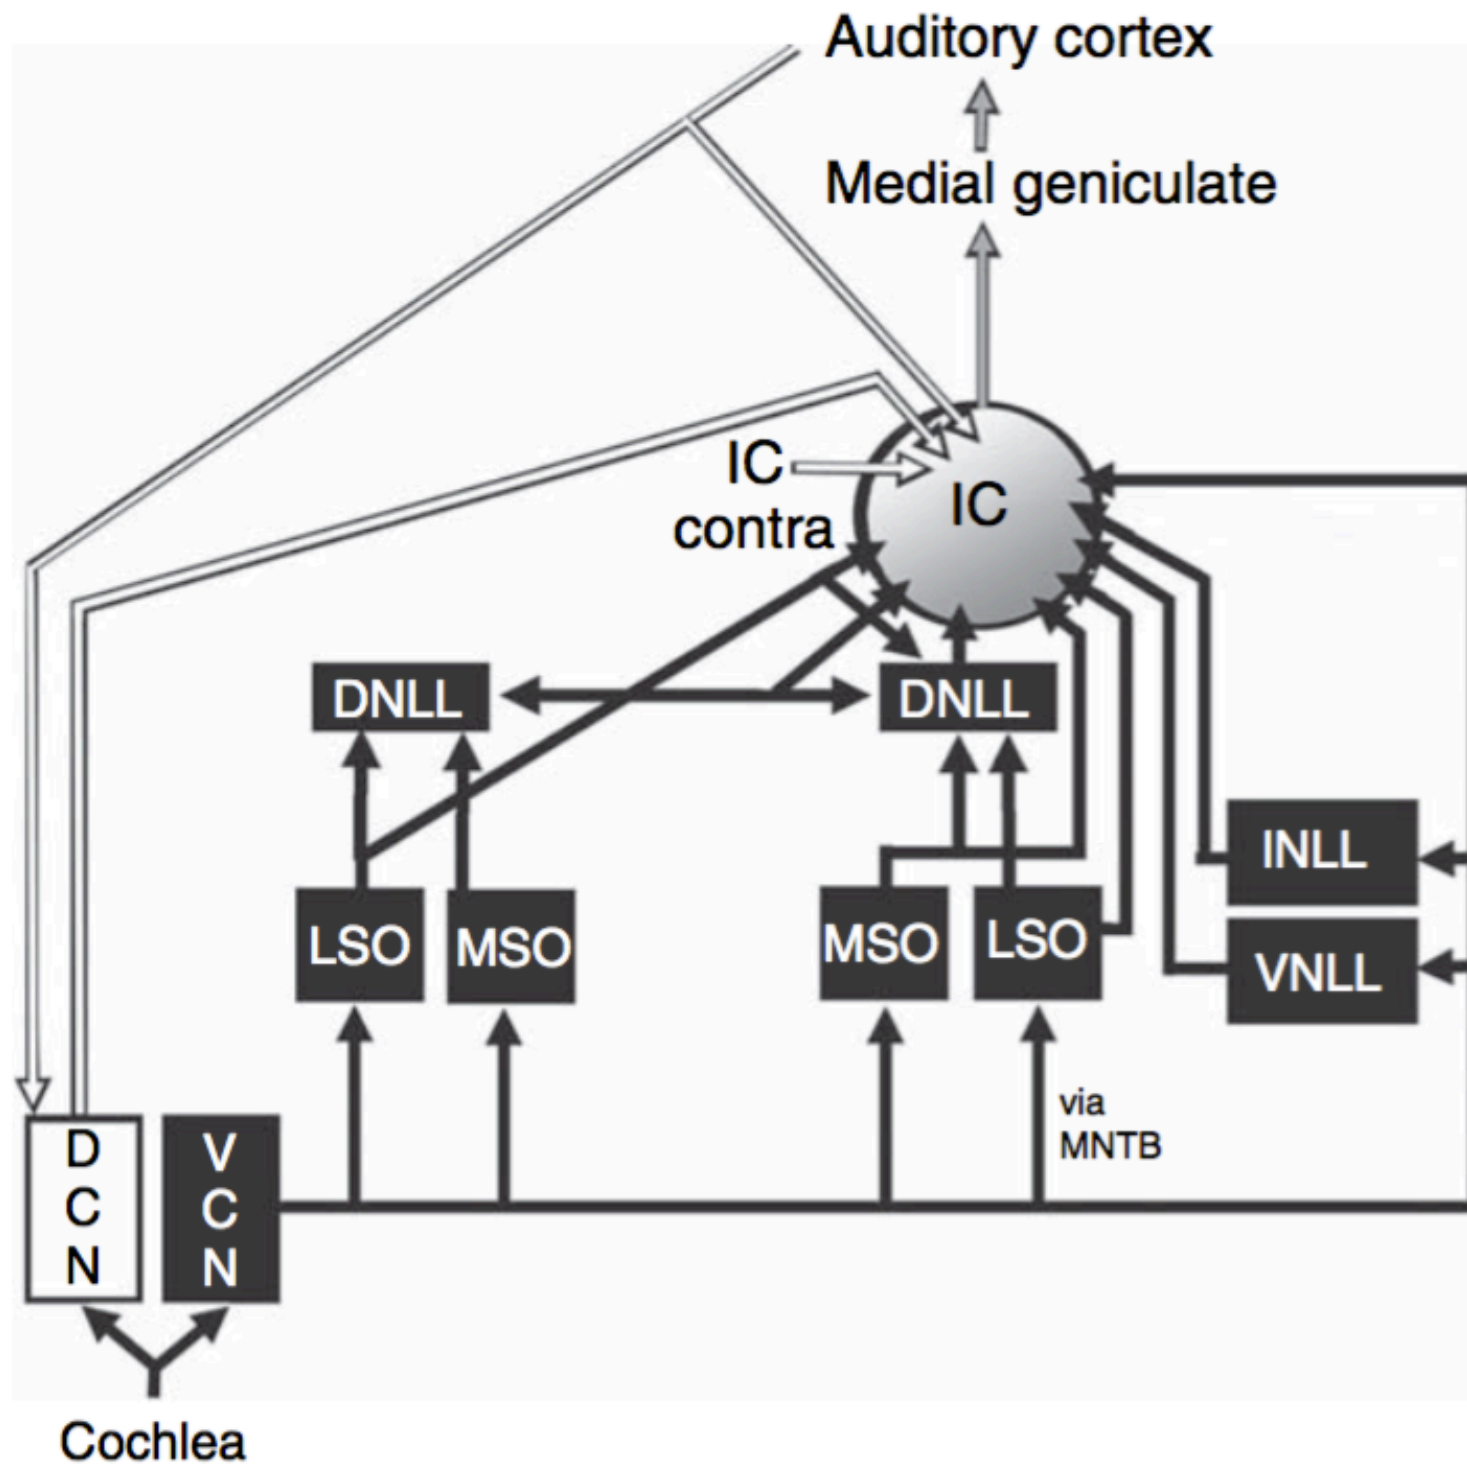 Auditory cortex
Medial geniculate
IC
contra
IC
DNLL
DNLL
INLL
LSO
MSO
MSO
LSO
VNLL
via
MNTB
D
C
N
V
C
N
Cochlea